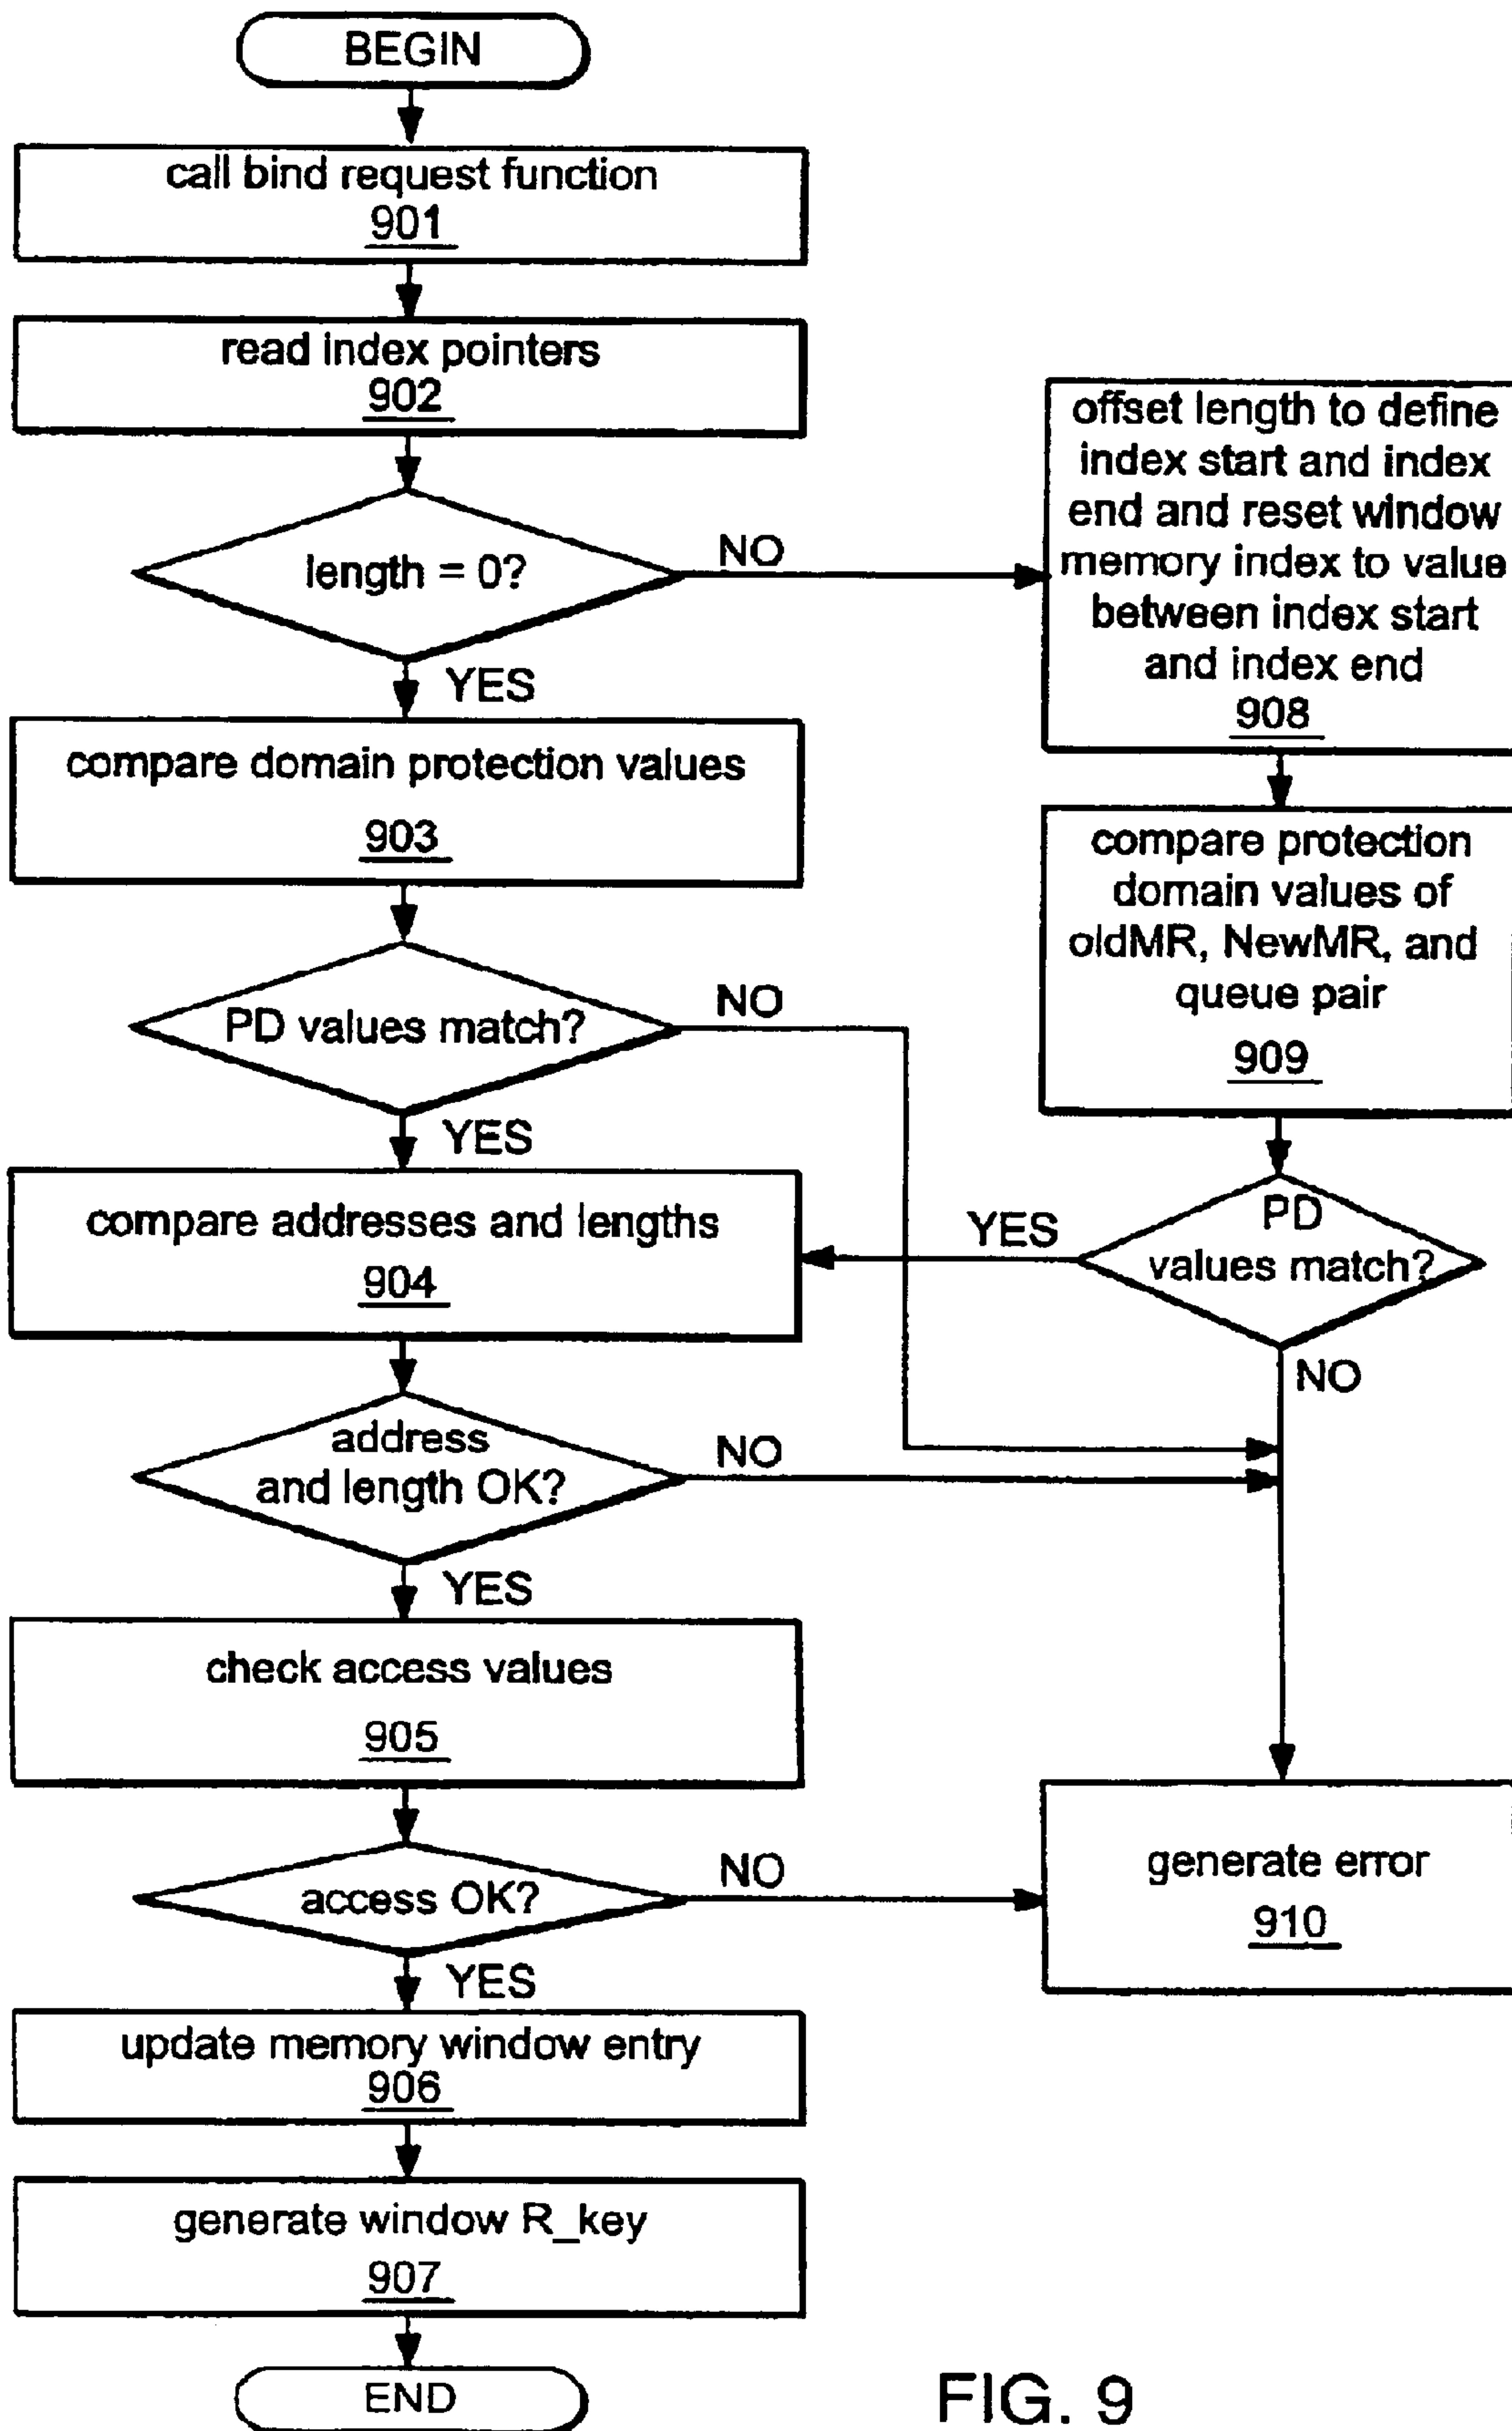 BEGIN
call bind request function
901
read index pointers
902
length = 0?
NO
YES
offset length to define
index start and index
end and reset window
memory index to value
between index start
and index end
908
compare domain protection values
903
compare protection
domain values of
oldMR, NewMR, and
queue pair
909
PD values match?
NO
YES
compare addresses and lengths
904
PD
values match?
YES
NO
address
and length OK?
NO
YES
check access values
905
access OK?
NO
YES
generate error
910
update memory window entry
906
generate window R_key
907
END
FIG. 9